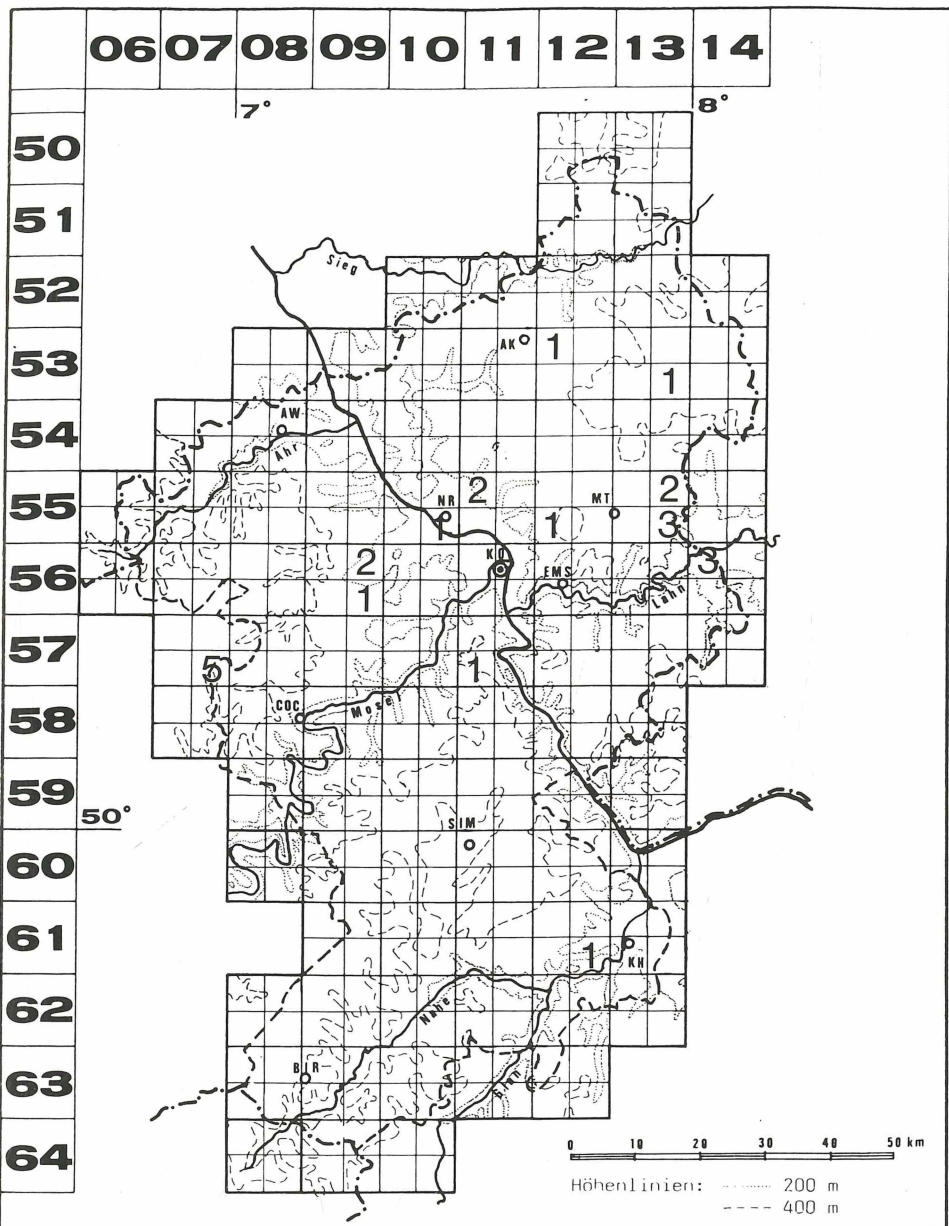 06 07 08 09 10 11 12 13 14
7° 8°
50
51
Sieg
52
53
AK 1
1
54
AW
Ahr
55
NR 2 MT 2
1 1 3
KO 3
56
2 EMS
1 Lahn
57
5 1
58
COC Mosel
59
50°
SIM
60
61
1 KH
62
Nahe
63
BIR Glan
64
0 10 20 30 40 50 km
Höhenlinien: 200 m
400 m